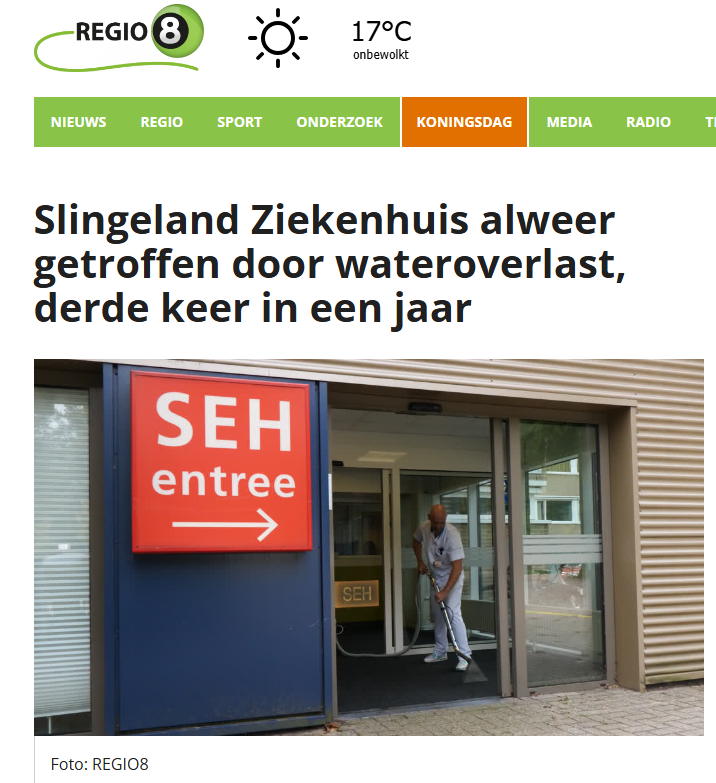 REGIO 8
17°C
onbewolkt
NIEUWS REGIO SPORT ONDERZOEK KONINGSDAG MEDIA RADIO
Slingeland Ziekenhuis alweer
getroffen door wateroverlast,
derde keer in een jaar
SEH
entree
SEH
Foto: REGIO8